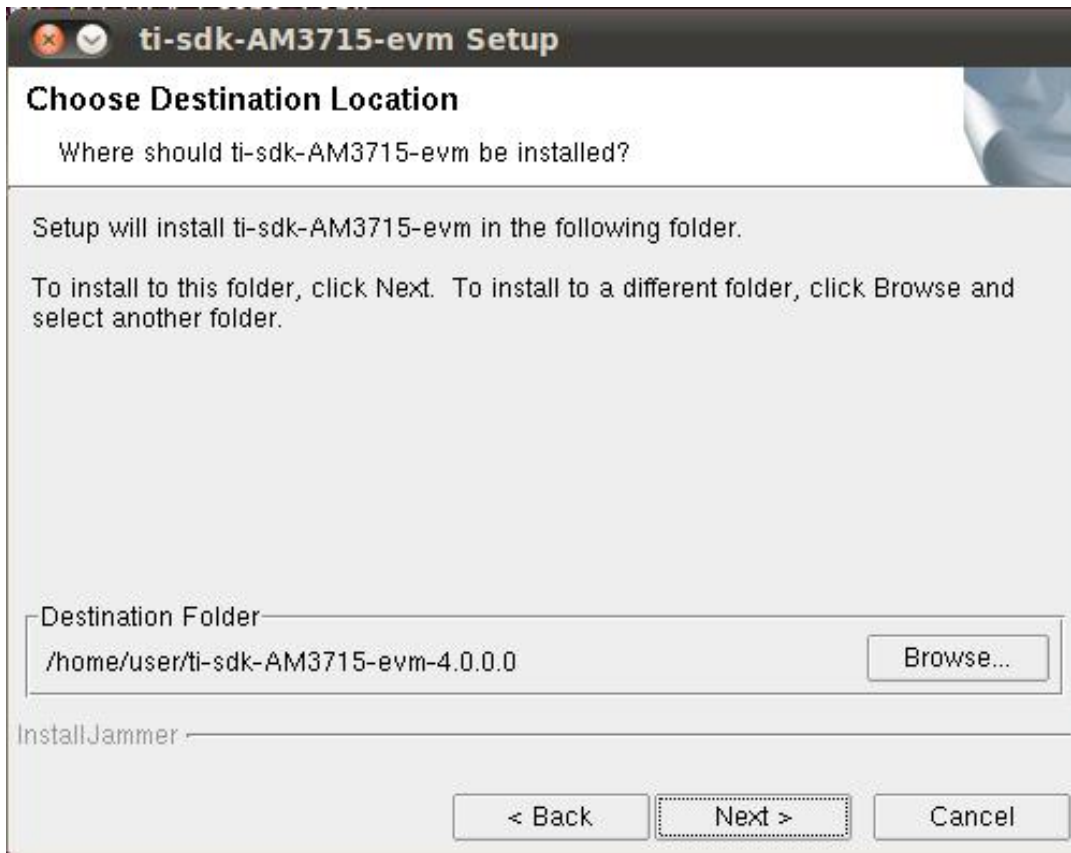 ti-sdk-AM3715-evm Setup
Choose Destination Location
Where should ti-sdk-AM3715-evm be installed?
Setup will install ti-sdk-AM3715-evm in the following folder.
To install to this folder, click Next.  To install to a different folder, click Browse and
select another folder.
Destination Folder
/home/user/ti-sdk-AM3715-evm-4.0.0.0
Browse...
InstallJammer
< Back
Next >
Cancel